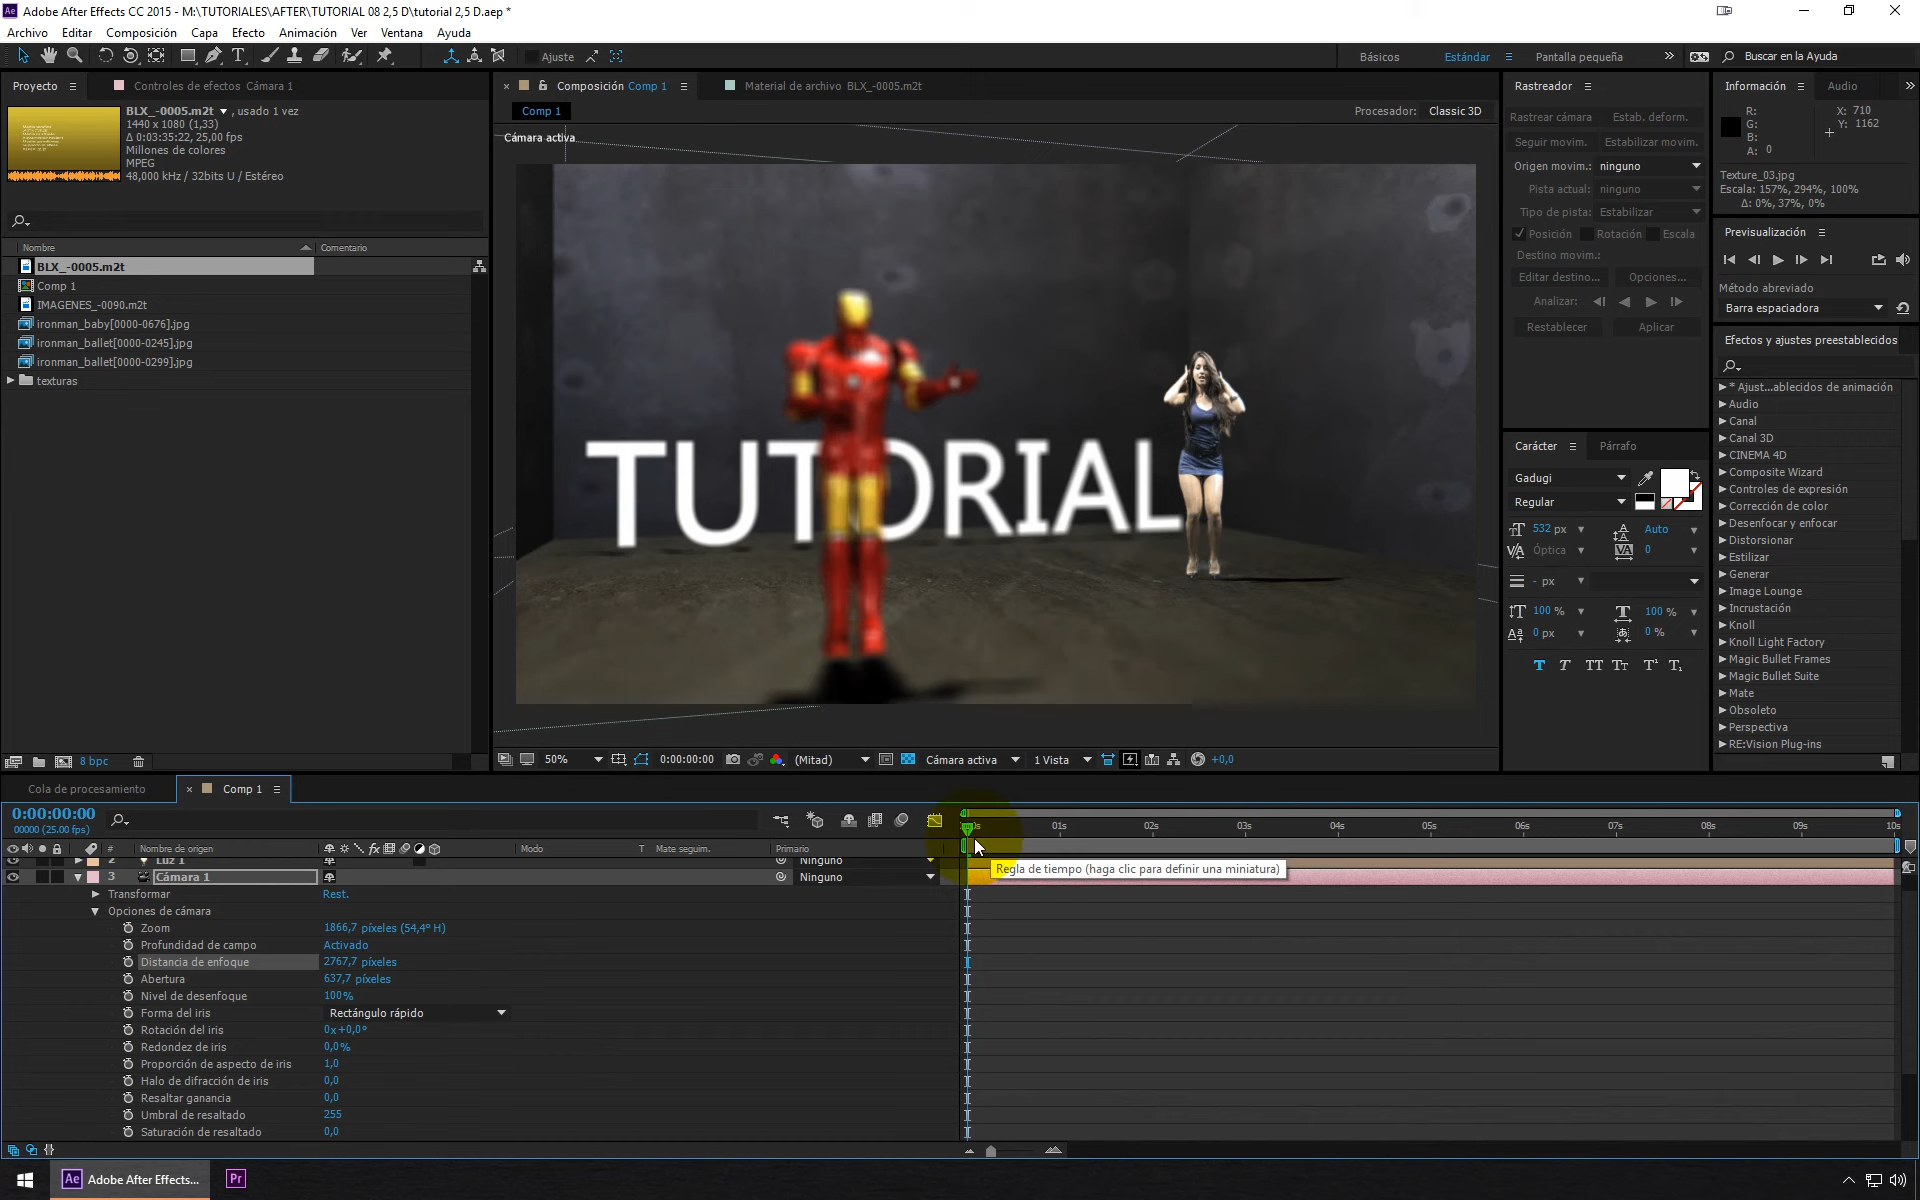 Adobe After Effects CC 2015 - M:\TUTORIALES\AFTER\TUTORIAL 08 2,5 D\tutorial 2,5 D.aep *
Archivo Editar Composición Capa Efecto Animación Ver Ventana Ayuda
Ajuste
Básicos Estándar Pantalla pequeña Buscar en la Ayuda
Proyecto
Controles de efectos Cámara 1
BLX_-0005.m2t , usado 1 vez
1440 x 1080 (1,33)
Δ 0:03:35:22, 25,00 fps
Millones de colores
MPEG
48,000 kHz / 32bits U / Estéreo
Nombre Comentario
BLX_-0005.m2t
Comp 1
IMAGENES_-0090.m2t
ironman_baby[0000-0676].jpg
ironman_ballet[0000-0245].jpg
ironman_ballet[0000-0299].jpg
texturas
8 bpc
Composición Comp 1
Material de archivo BLX_-0005.m2t
Comp 1
Procesador: Classic 3D
Cámara activa
TUTORIAL
50% 0:00:00:00 (Mitad) Cámara activa 1 Vista +0,0
Rastreador
Rastrear cámara Estab. deform.
Seguir movim. Estabilizar movim.
Origen movim.: ninguno
Pista actual: ninguno
Tipo de pista: Estabilizar
Posición Rotación Escala
Destino movim.:
Editar destino... Opciones...
Analizar:
Restablecer Aplicar
Carácter Párrafo
Gadugi
Regular
532 px Auto
Óptica 0
- px
100 % 100 %
0 px 0 %
T T TT Tt T¹ T₁
Información Audio
R: X: 710
G: Y: 1162
B:
A: 0
Texture_03.jpg
Escala: 157%, 294%, 100%
Δ: 0%, 37%, 0%
Previsualización
Método abreviado
Barra espaciadora
Efectos y ajustes preestablecidos
* Ajust...ablecidos de animación
Audio
Canal
Canal 3D
CINEMA 4D
Composite Wizard
Controles de expresión
Corrección de color
Desenfocar y enfocar
Distorsionar
Estilizar
Generar
Image Lounge
Incrustación
Knoll
Knoll Light Factory
Magic Bullet Frames
Magic Bullet Suite
Mate
Obsoleto
Perspectiva
RE:Vision Plug-ins
Cola de procesamiento
Comp 1
0:00:00:00
00000 (25.00 fps)
01s 02s 03s 04s 05s 06s 07s 08s 09s 10s
# Nombre de origen Modo T Mate seguim. Primario
2 Luz 1 Ninguno
3 Cámara 1 Ninguno
Regla de tiempo (haga clic para definir una miniatura)
Transformar Rest.
Opciones de cámara
Zoom 1866,7 píxeles (54,4° H)
Profundidad de campo Activado
Distancia de enfoque 2767,7 píxeles
Abertura 637,7 píxeles
Nivel de desenfoque 100%
Forma del iris Rectángulo rápido
Rotación del iris 0x+0,0°
Redondez de iris 0,0%
Proporción de aspecto de iris 1,0
Halo de difracción de iris 0,0
Resaltar ganancia 0,0
Umbral de resaltado 255
Saturación de resaltado 0,0
Adobe After Effects...